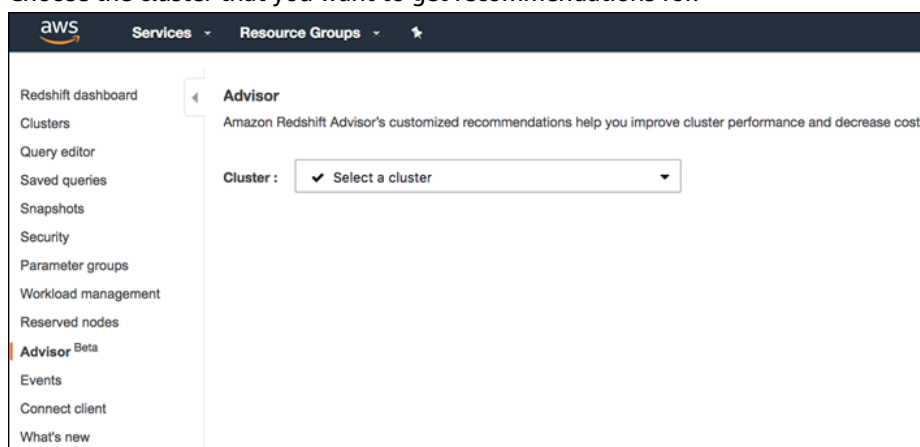 Choose the cluster that you want to get recommendations for.
aws Services Resource Groups
Redshift dashboard
Clusters
Query editor
Saved queries
Snapshots
Security
Parameter groups
Workload management
Reserved nodes
Advisor Beta
Events
Connect client
What's new
Advisor
Amazon Redshift Advisor's customized recommendations help you improve cluster performance and decrease cost
Cluster : Select a cluster